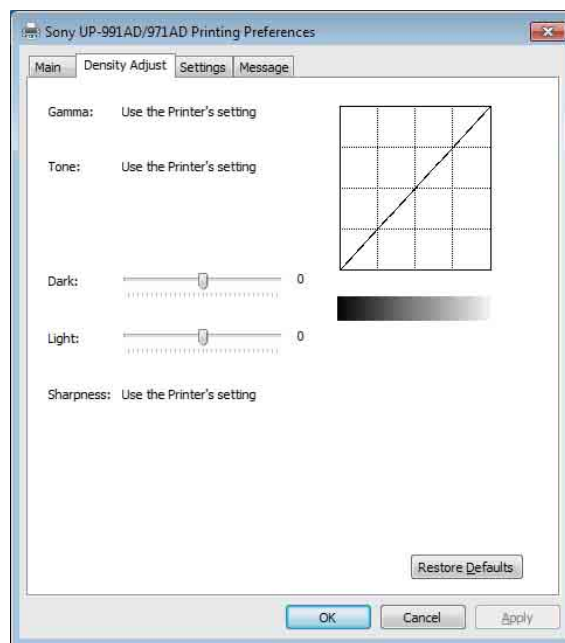 Sony UP-991AD/971AD Printing Preferences
Main Density Adjust Settings Message
Gamma: Use the Printer's setting
Tone: Use the Printer's setting
Dark: 0
Light: 0
Sharpness: Use the Printer's setting
Restore Defaults
OK Cancel Apply